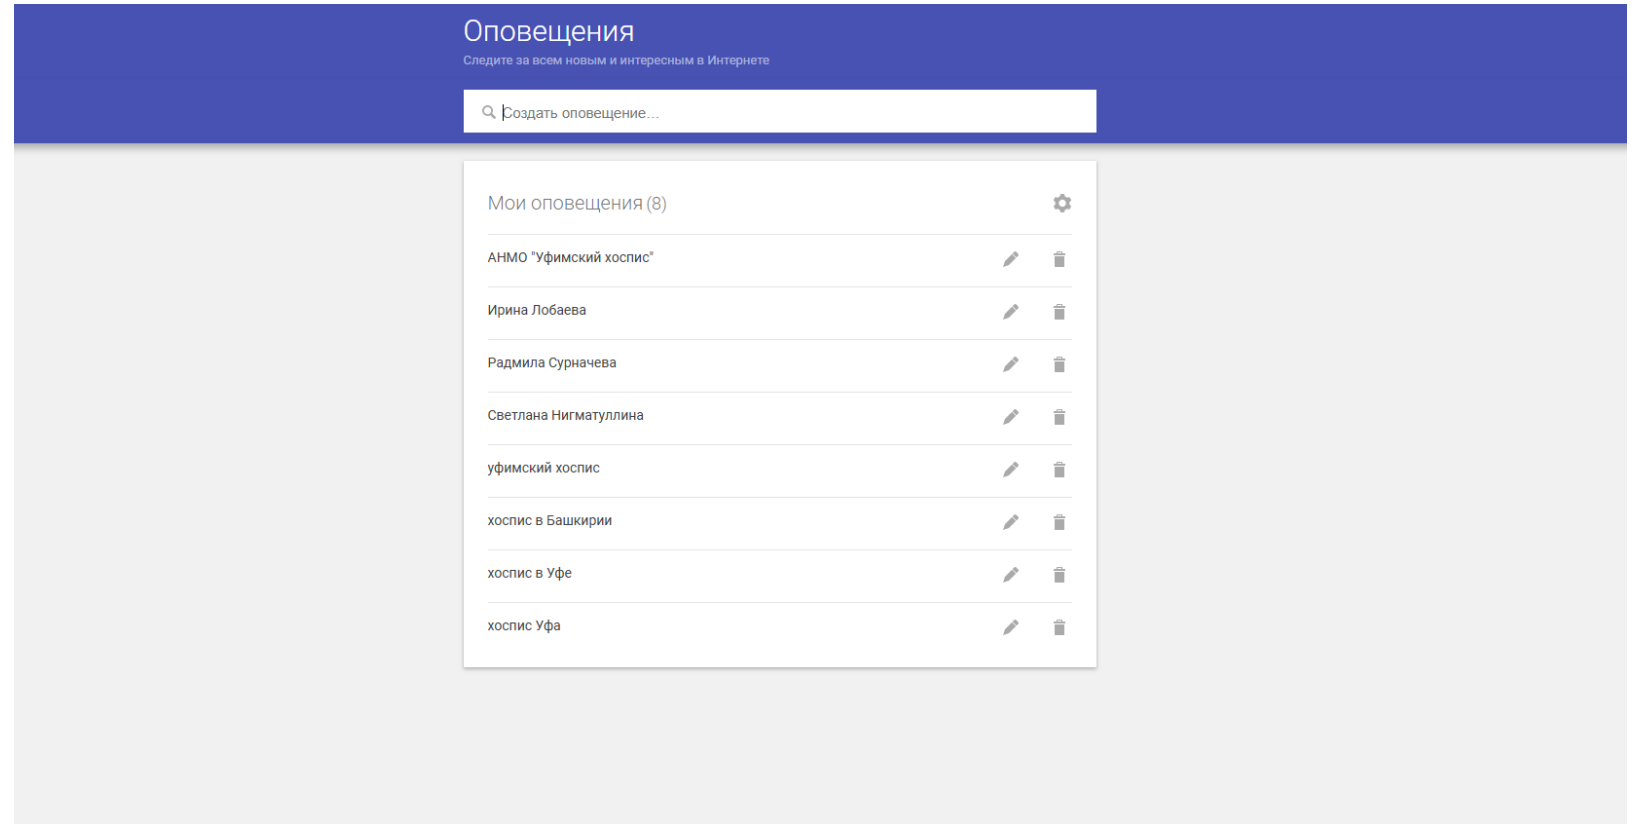 Оповещения
Следите за всем новым и интересным в Интернете
Создать оповещение...
Мои оповещения (8)
АНМО "Уфимский хоспис"
Ирина Лобаева
Радмила Сурначева
Светлана Нигматуллина
уфимский хоспис
хоспис в Башкирии
хоспис в Уфе
хоспис Уфа